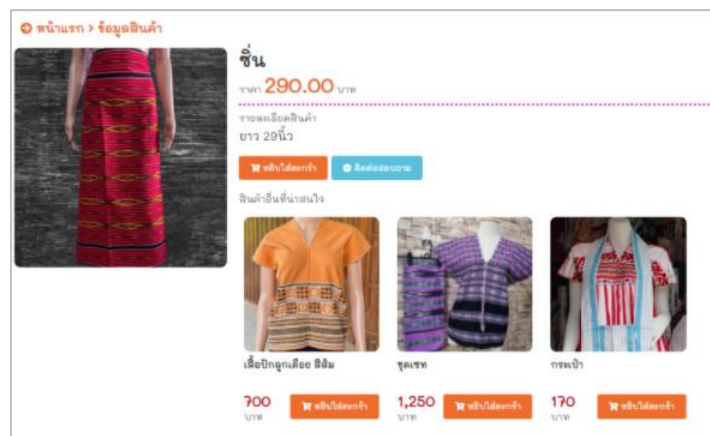 หน้าแรก > ข้อมูลสินค้า
ซิ่น
ราคา 290.00 บาท
รายละเอียดสินค้า
ยาว 29นิ้ว
หยิบใส่ตะกร้า ติดต่อสอบถาม
สินค้าอื่นที่น่าสนใจ
เสื้อปักลูกเดือย สีส้ม ชุดเซท กระเป๋า
700 บาท หยิบใส่ตะกร้า
1,250 บาท หยิบใส่ตะกร้า
170 บาท หยิบใส่ตะกร้า